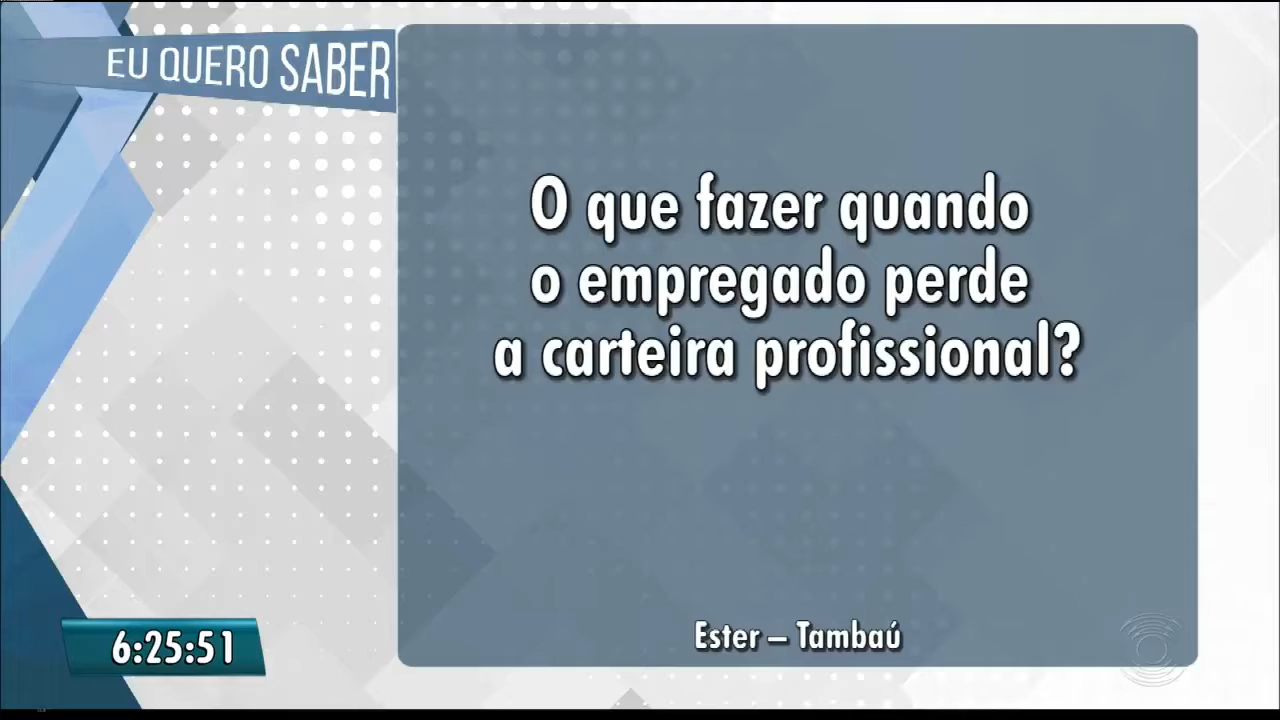 EU QUERO SABER
O que fazer quando
o empregado perde
a carteira profissional?
Ester – Tambaú
6:25:51